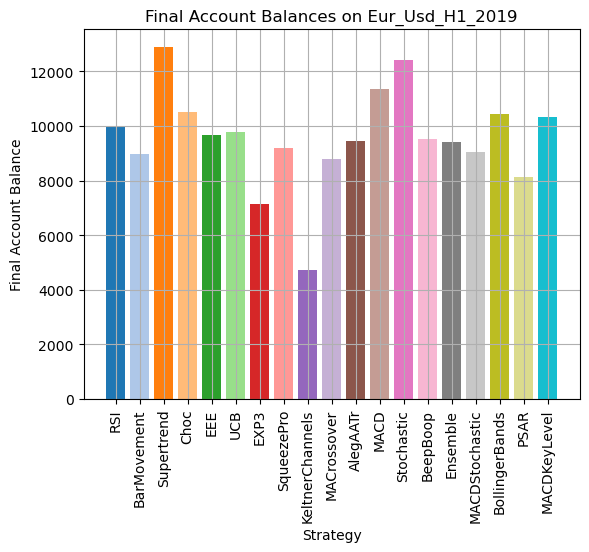 Final Account Balances on Eur_Usd_H1_2019
Final Account Balance
12000
10000
8000
6000
4000
2000
0
RSI
BarMovement
Supertrend
Choc
EEE
UCB
EXP3
SqueezePro
KeltnerChannels
MACrossover
AlegAATr
MACD
Stochastic
BeepBoop
Ensemble
MACDStochastic
BollingerBands
PSAR
MACDKeyLevel
Strategy